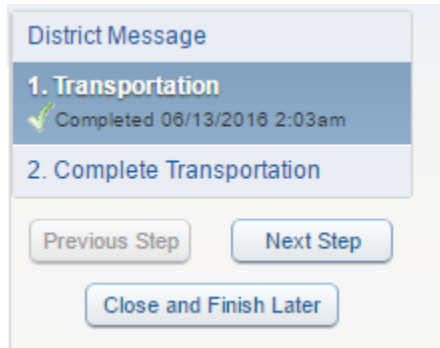 District Message
1. Transportation
Completed 06/13/2016 2:03am
2. Complete Transportation
Previous Step
Next Step
Close and Finish Later